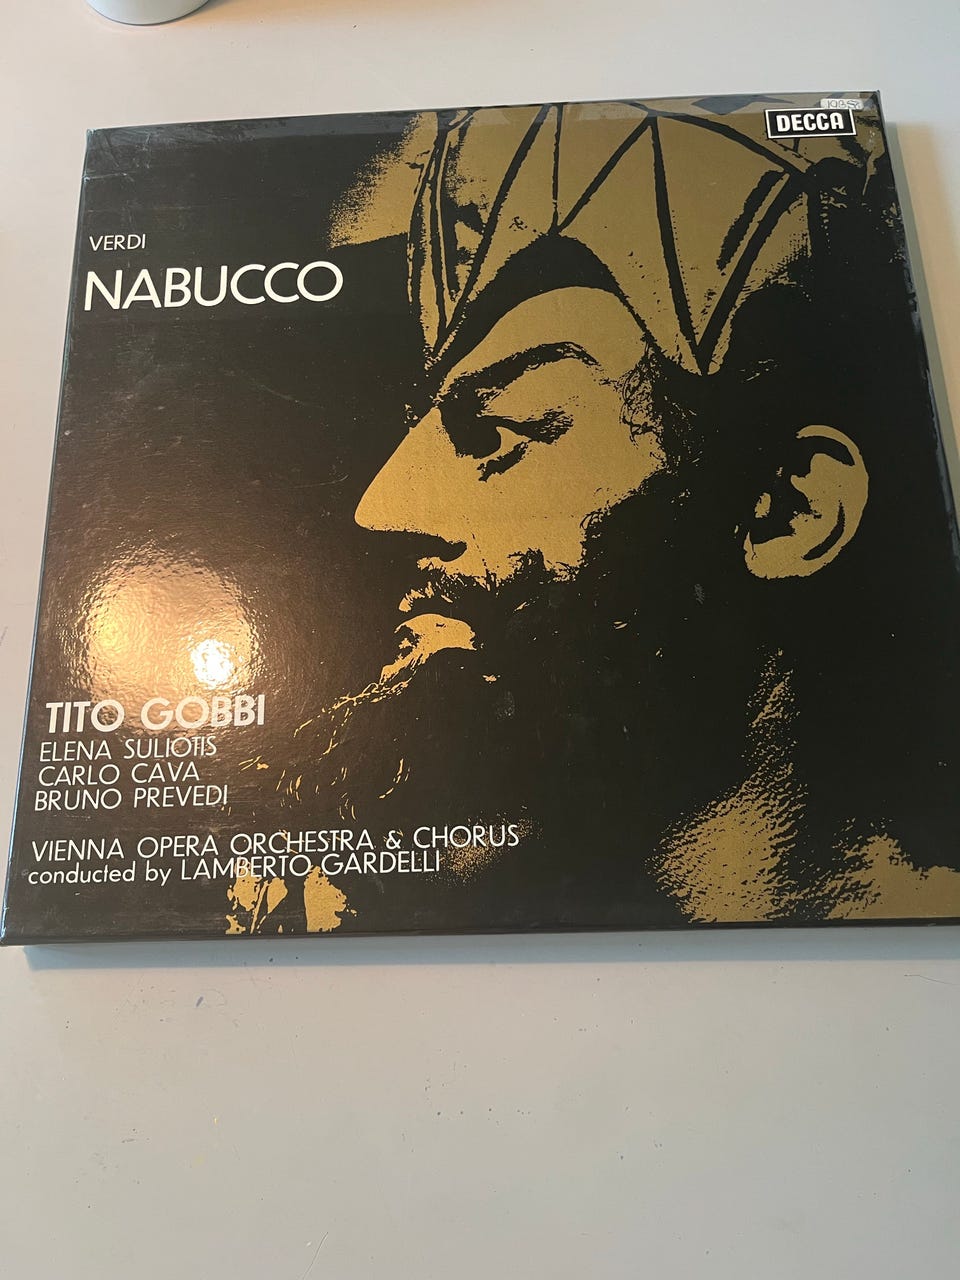 DECCA
VERDI
NABUCCO
TITO GOBBI
ELENA SULIOTIS
CARLO CAVA
BRUNO PREVEDI
VIENNA OPERA ORCHESTRA & CHORUS
conducted by LAMBERTO GARDELLI